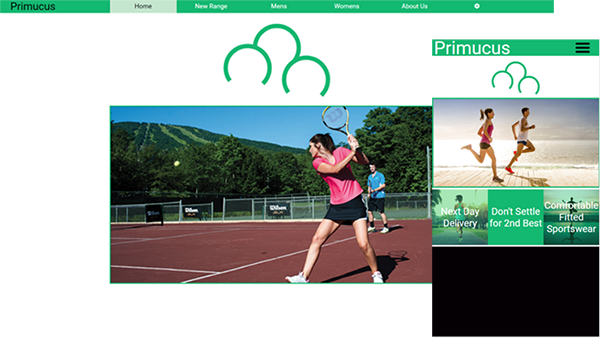 Primucus
Home
New Range
Mens
Womens
About Us
Primucus
Wilson
Wilson
Next Day
Delivery
Don't Settle
for 2nd Best
Comfortable
Fitted
Sportswear